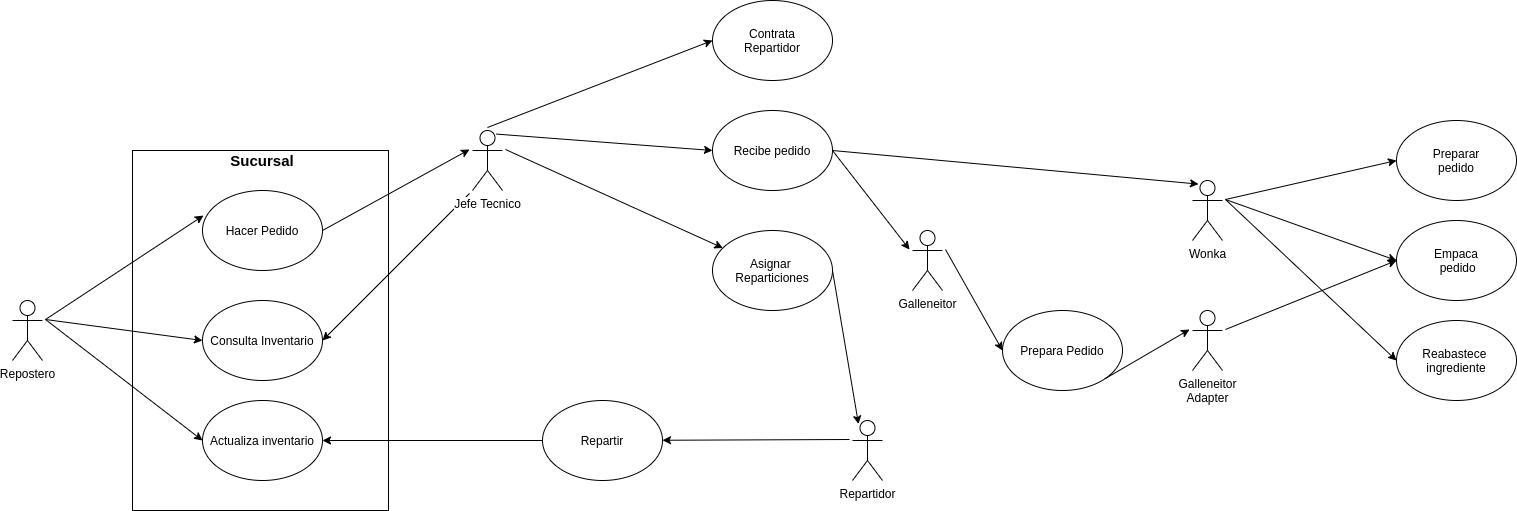 Contrata
Repartidor
Recibe pedido
Preparar
pedido
Sucursal
Jefe Tecnico
Hacer Pedido
Wonka
Asignar
Reparticiones
Empaca
pedido
Galleneitor
Consulta Inventario
Repostero
Prepara Pedido
Galleneitor
Adapter
Reabastece
ingrediente
Actualiza inventario
Repartir
Repartidor